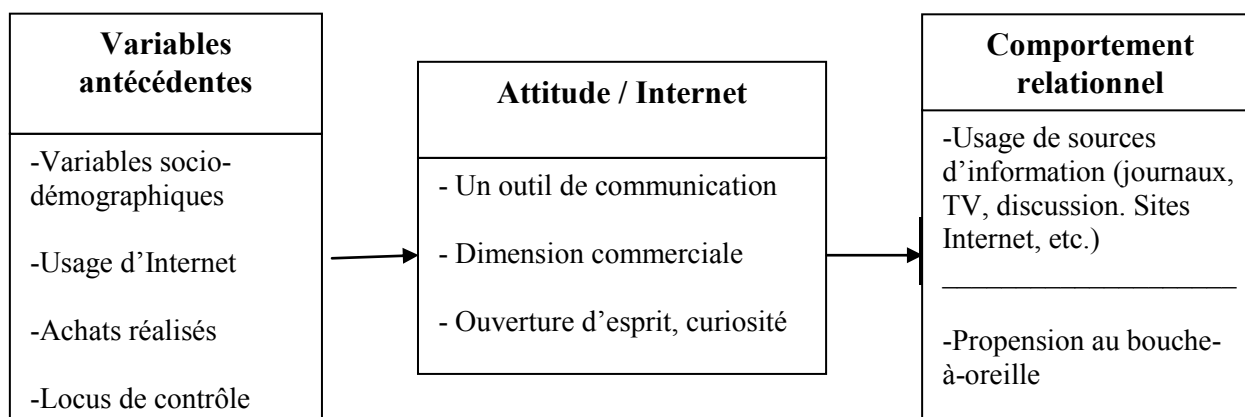 Variables
antécédentes
-Variables socio-
démographiques
-Usage d’Internet
-Achats réalisés
-Locus de contrôle
Attitude / Internet
- Un outil de communication
- Dimension commerciale
- Ouverture d’esprit, curiosité
Comportement
relationnel
-Usage de sources
d’information (journaux,
TV, discussion. Sites
Internet, etc.)
-Propension au bouche-
à-oreille